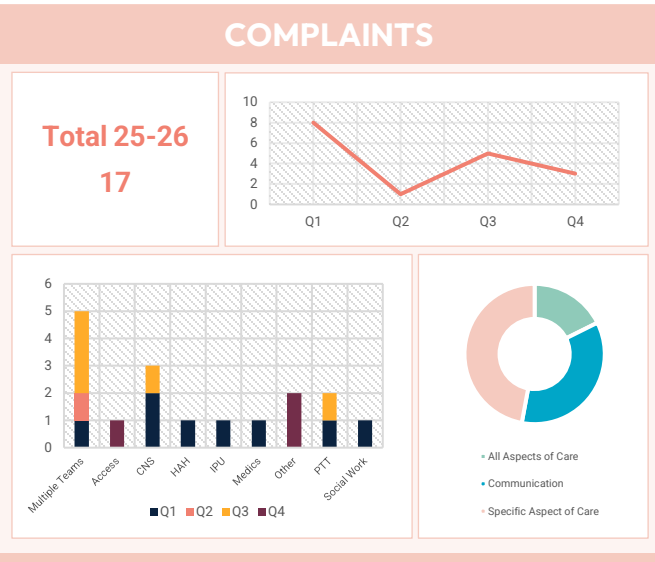 COMPLAINTS
Total 25-26
17
10
8
6
4
2
0
Q1 Q2 Q3 Q4
6
5
4
3
2
1
0
Multiple Teams Access CNS HAH IPU Medics Other PTT Social Work
Q1 Q2 Q3 Q4
All Aspects of Care
Communication
Specific Aspect of Care